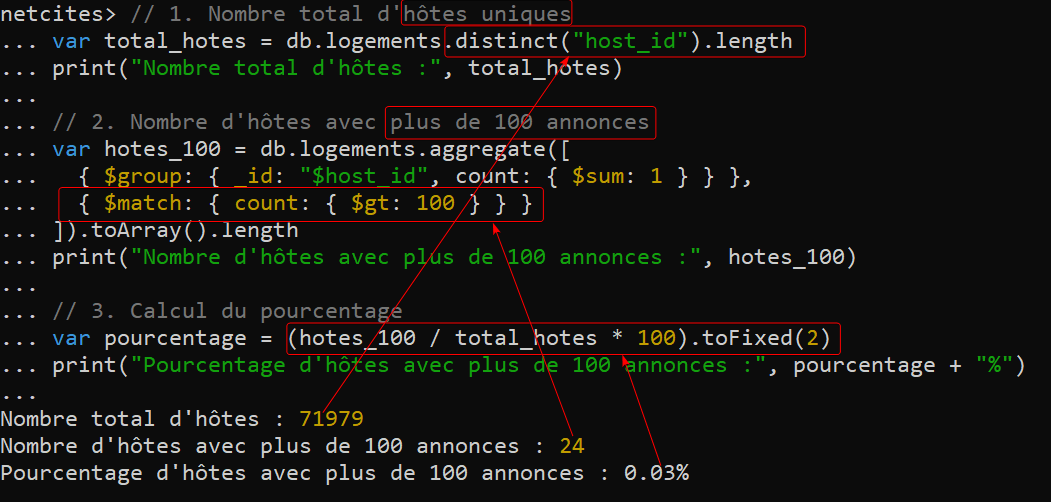 netcites> // 1. Nombre total d'hôtes uniques
... var total_hotes = db.logements.distinct("host_id").length
... print("Nombre total d'hôtes :", total_hotes)
...
... // 2. Nombre d'hôtes avec plus de 100 annonces
... var hotes_100 = db.logements.aggregate([
...   { $group: { _id: "$host_id", count: { $sum: 1 } } },
...   { $match: { count: { $gt: 100 } } }
... ]).toArray().length
... print("Nombre d'hôtes avec plus de 100 annonces :", hotes_100)
...
... // 3. Calcul du pourcentage
... var pourcentage = (hotes_100 / total_hotes * 100).toFixed(2)
... print("Pourcentage d'hôtes avec plus de 100 annonces :", pourcentage + "%")
...
Nombre total d'hôtes : 71979
Nombre d'hôtes avec plus de 100 annonces : 24
Pourcentage d'hôtes avec plus de 100 annonces : 0.03%